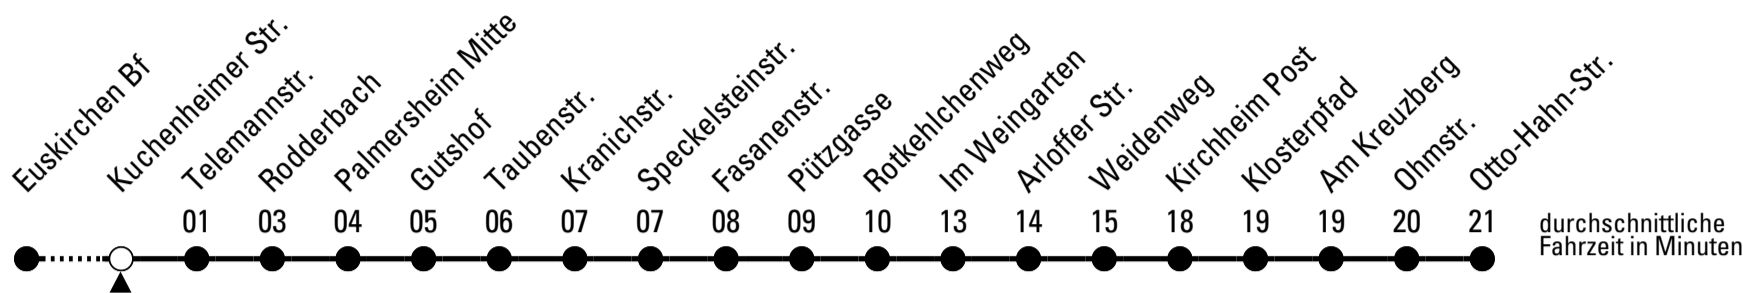 Euskirchen Bf
Kuchenheimer Str.
Telemannstr.
Rodderbach
Palmersheim Mitte
Gutshof
Taubenstr.
Kranichstr.
Speckelsteinstr.
Fasanenstr.
Pützgasse
Rotkehlchenweg
Im Weingarten
Arloffer Str.
Weidenweg
Kirchheim Post
Klosterpfad
Am Kreuzberg
Ohmstr.
Otto-Hahn-Str.
01 03 04 05 06 07 07 08 09 10 13 14 15 18 19 19 20 21
durchschnittliche
Fahrzeit in Minuten